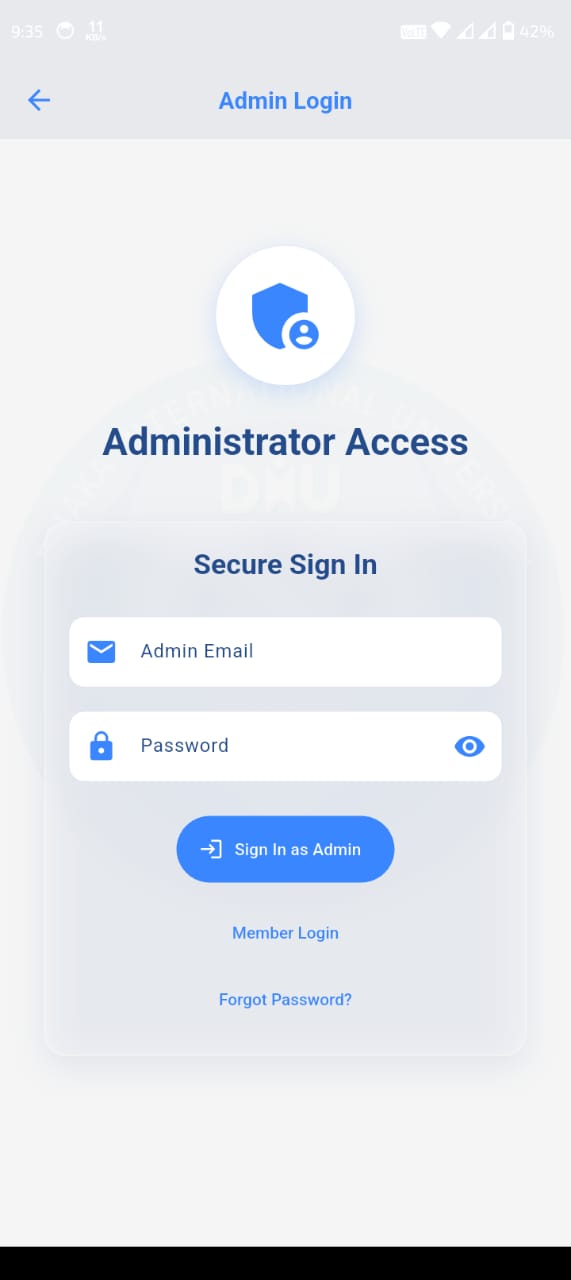 9:35 11 KB/s VoLTE 42%
Admin Login
Administrator Access
DIU
Secure Sign In
Admin Email
Password
Sign In as Admin
Member Login
Forgot Password?